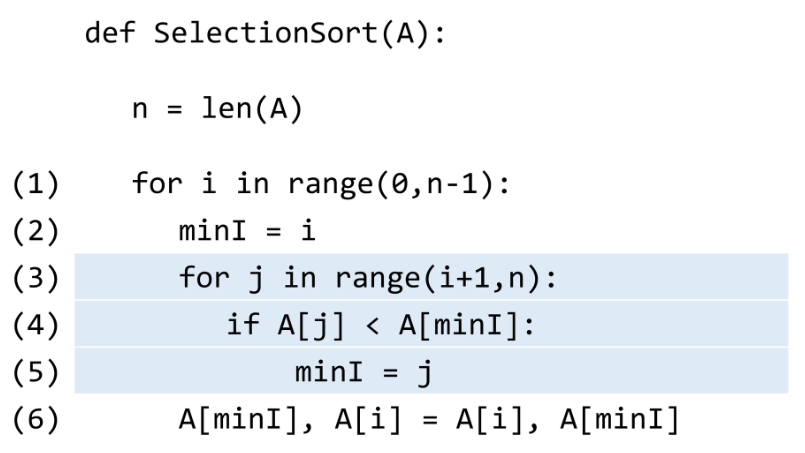 def SelectionSort(A):
n = len(A)
(1) for i in range(0,n-1):
(2) minI = i
(3) for j in range(i+1,n):
(4) if A[j] < A[minI]:
(5) minI = j
(6) A[minI], A[i] = A[i], A[minI]